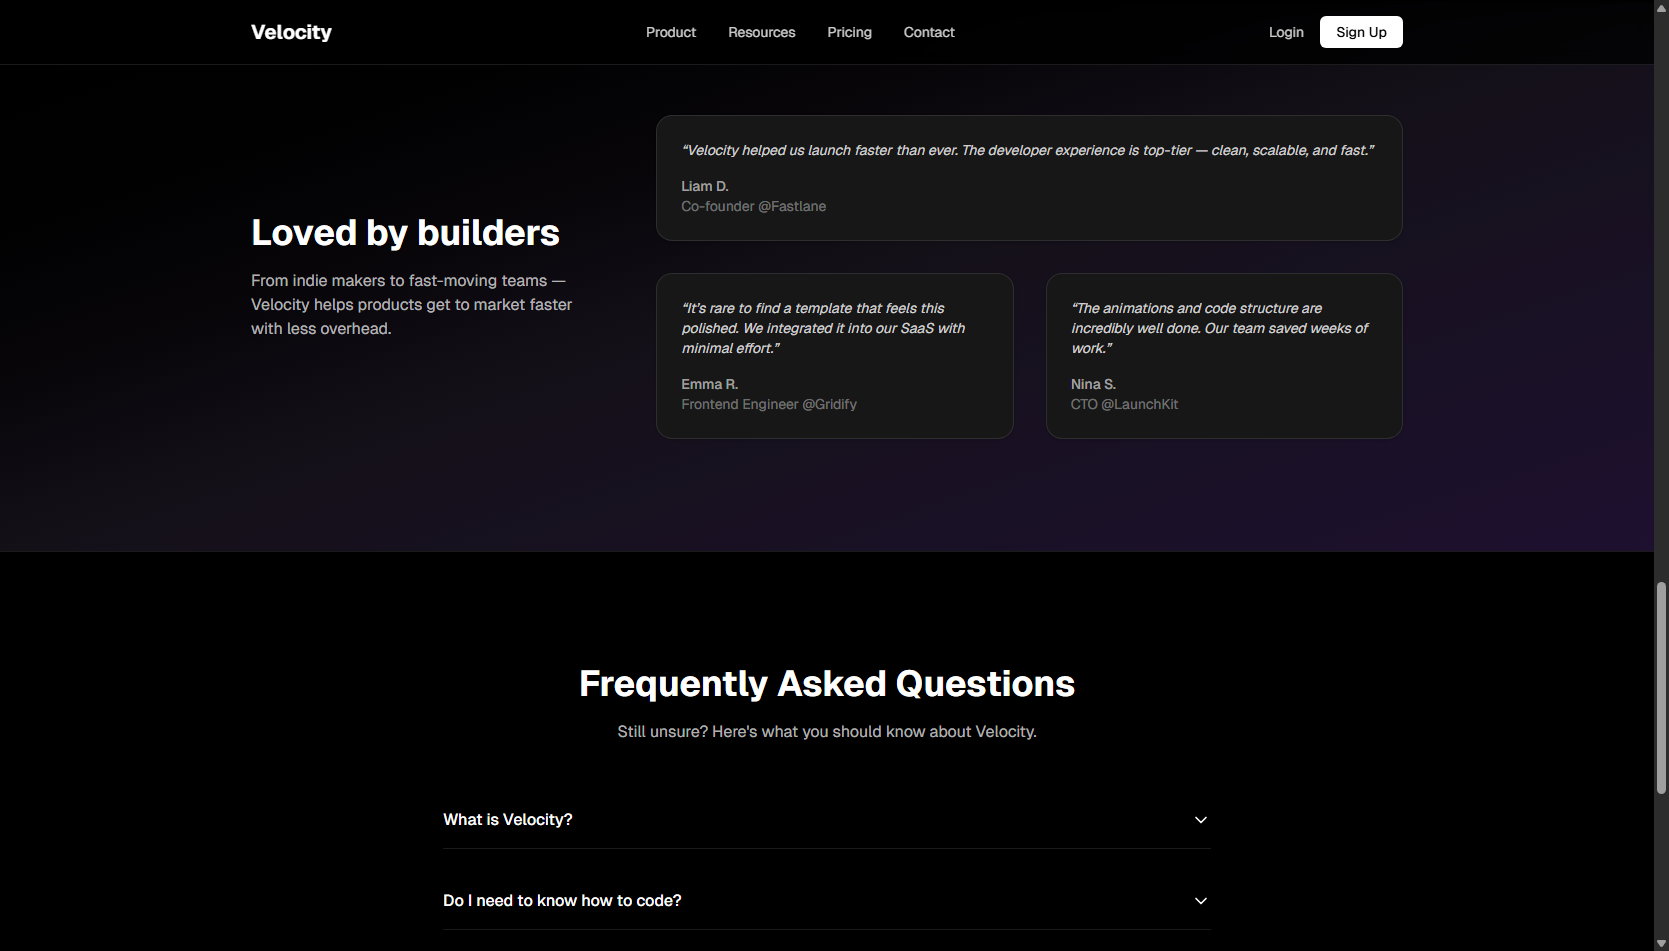 Velocity
Product
Resources
Pricing
Contact
Login
Sign Up
Loved by builders
From indie makers to fast-moving teams —
Velocity helps products get to market faster
with less overhead.
“Velocity helped us launch faster than ever. The developer experience is top-tier — clean, scalable, and fast.”
Liam D.
Co-founder @Fastlane
“It’s rare to find a template that feels this
polished. We integrated it into our SaaS with
minimal effort.”
Emma R.
Frontend Engineer @Gridify
“The animations and code structure are
incredibly well done. Our team saved weeks of
work.”
Nina S.
CTO @LaunchKit
Frequently Asked Questions
Still unsure? Here's what you should know about Velocity.
What is Velocity?
Do I need to know how to code?